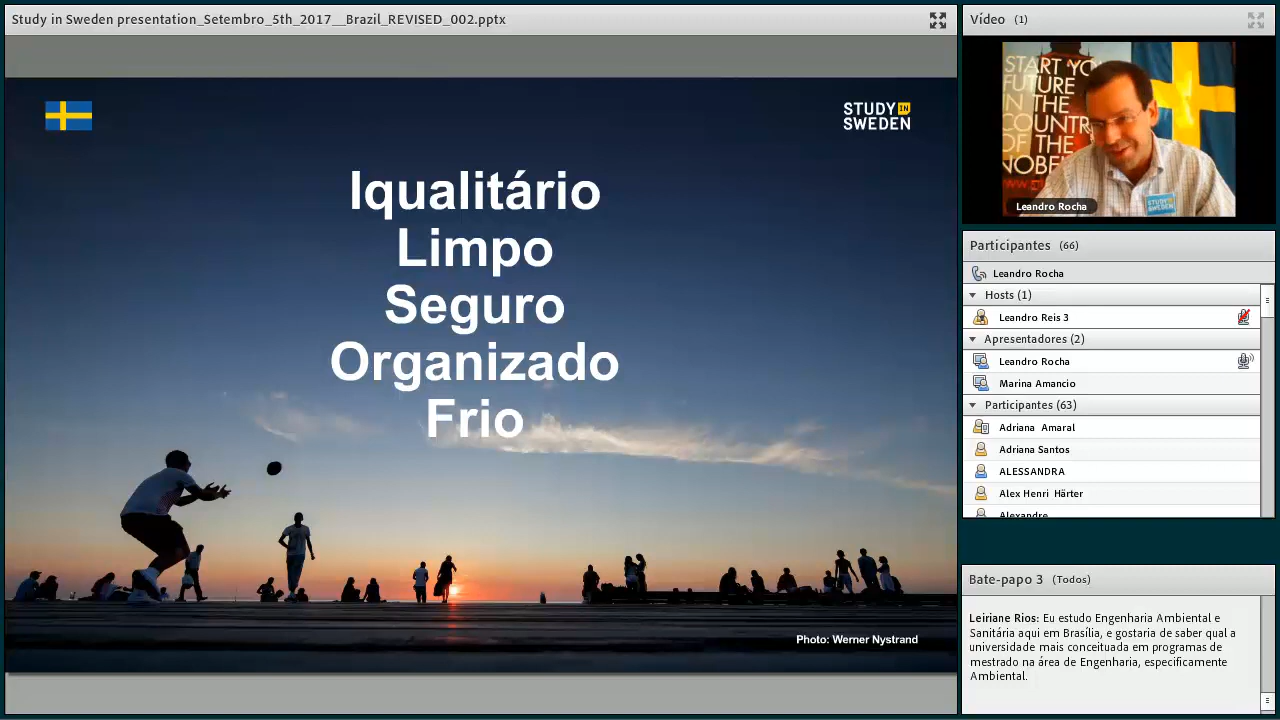 Study in Sweden presentation_Setembro_5th_2017__Brazil_REVISED_002.pptx
STUDY IN
SWEDEN
Iqualitário
Limpo
Seguro
Organizado
Frio
Photo: Werner Nystrand
Vídeo (1)
START YO
FUTURE
IN THE
COUNTR
OF THE
NOBE
STUDY IN
SWEDEN
Leandro Rocha
Participantes (66)
Leandro Rocha
Hosts (1)
Leandro Reis 3
Apresentadores (2)
Leandro Rocha
Marina Amancio
Participantes (63)
Adriana Amaral
Adriana Santos
ALESSANDRA
Alex Henri Härter
Alexandre
Bate-papo 3 (Todos)
Leiriane Rios: Eu estudo Engenharia Ambiental e
Sanitária aqui em Brasília, e gostaria de saber qual a
universidade mais conceituada em programas de
mestrado na área de Engenharia, especificamente
Ambiental.